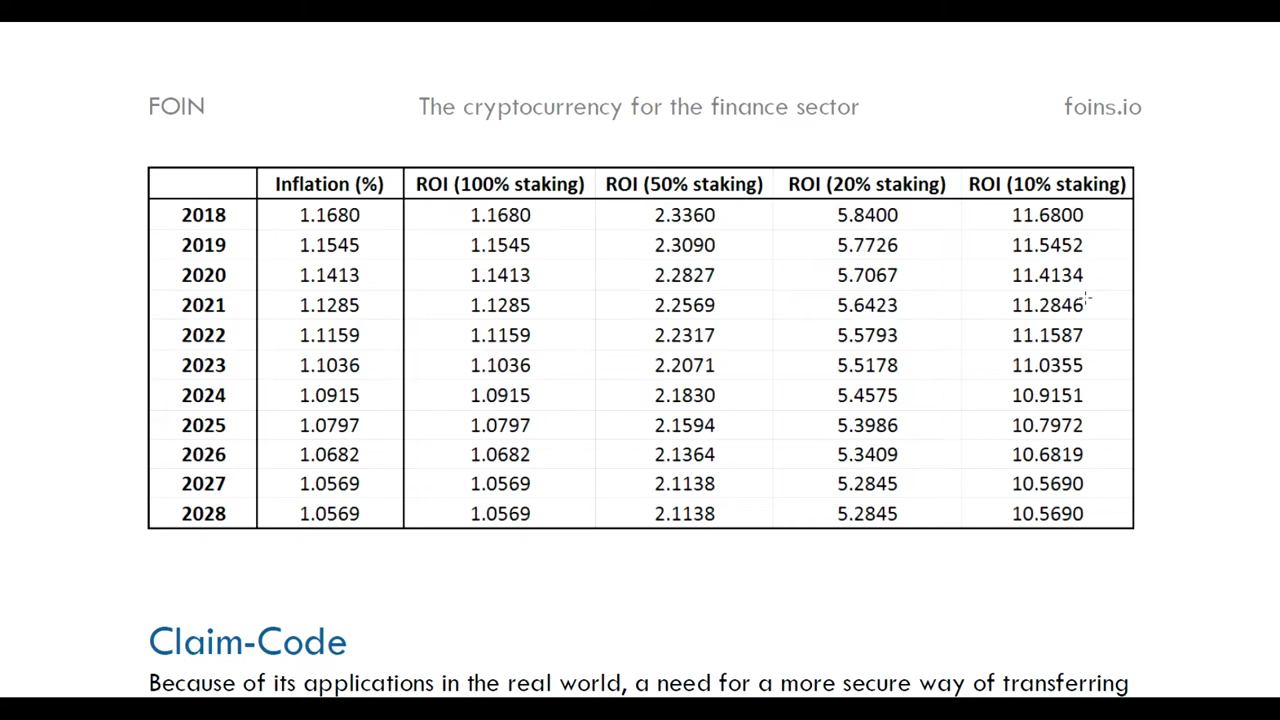 FOIN The cryptocurrency for the finance sector foins.io
Inflation (%) ROI (100% staking) ROI (50% staking) ROI (20% staking) ROI (10% staking)
2018 1.1680 1.1680 2.3360 5.8400 11.6800
2019 1.1545 1.1545 2.3090 5.7726 11.5452
2020 1.1413 1.1413 2.2827 5.7067 11.4134
2021 1.1285 1.1285 2.2569 5.6423 11.2846
2022 1.1159 1.1159 2.2317 5.5793 11.1587
2023 1.1036 1.1036 2.2071 5.5178 11.0355
2024 1.0915 1.0915 2.1830 5.4575 10.9151
2025 1.0797 1.0797 2.1594 5.3986 10.7972
2026 1.0682 1.0682 2.1364 5.3409 10.6819
2027 1.0569 1.0569 2.1138 5.2845 10.5690
2028 1.0569 1.0569 2.1138 5.2845 10.5690
Claim-Code
Because of its applications in the real world, a need for a more secure way of transferring